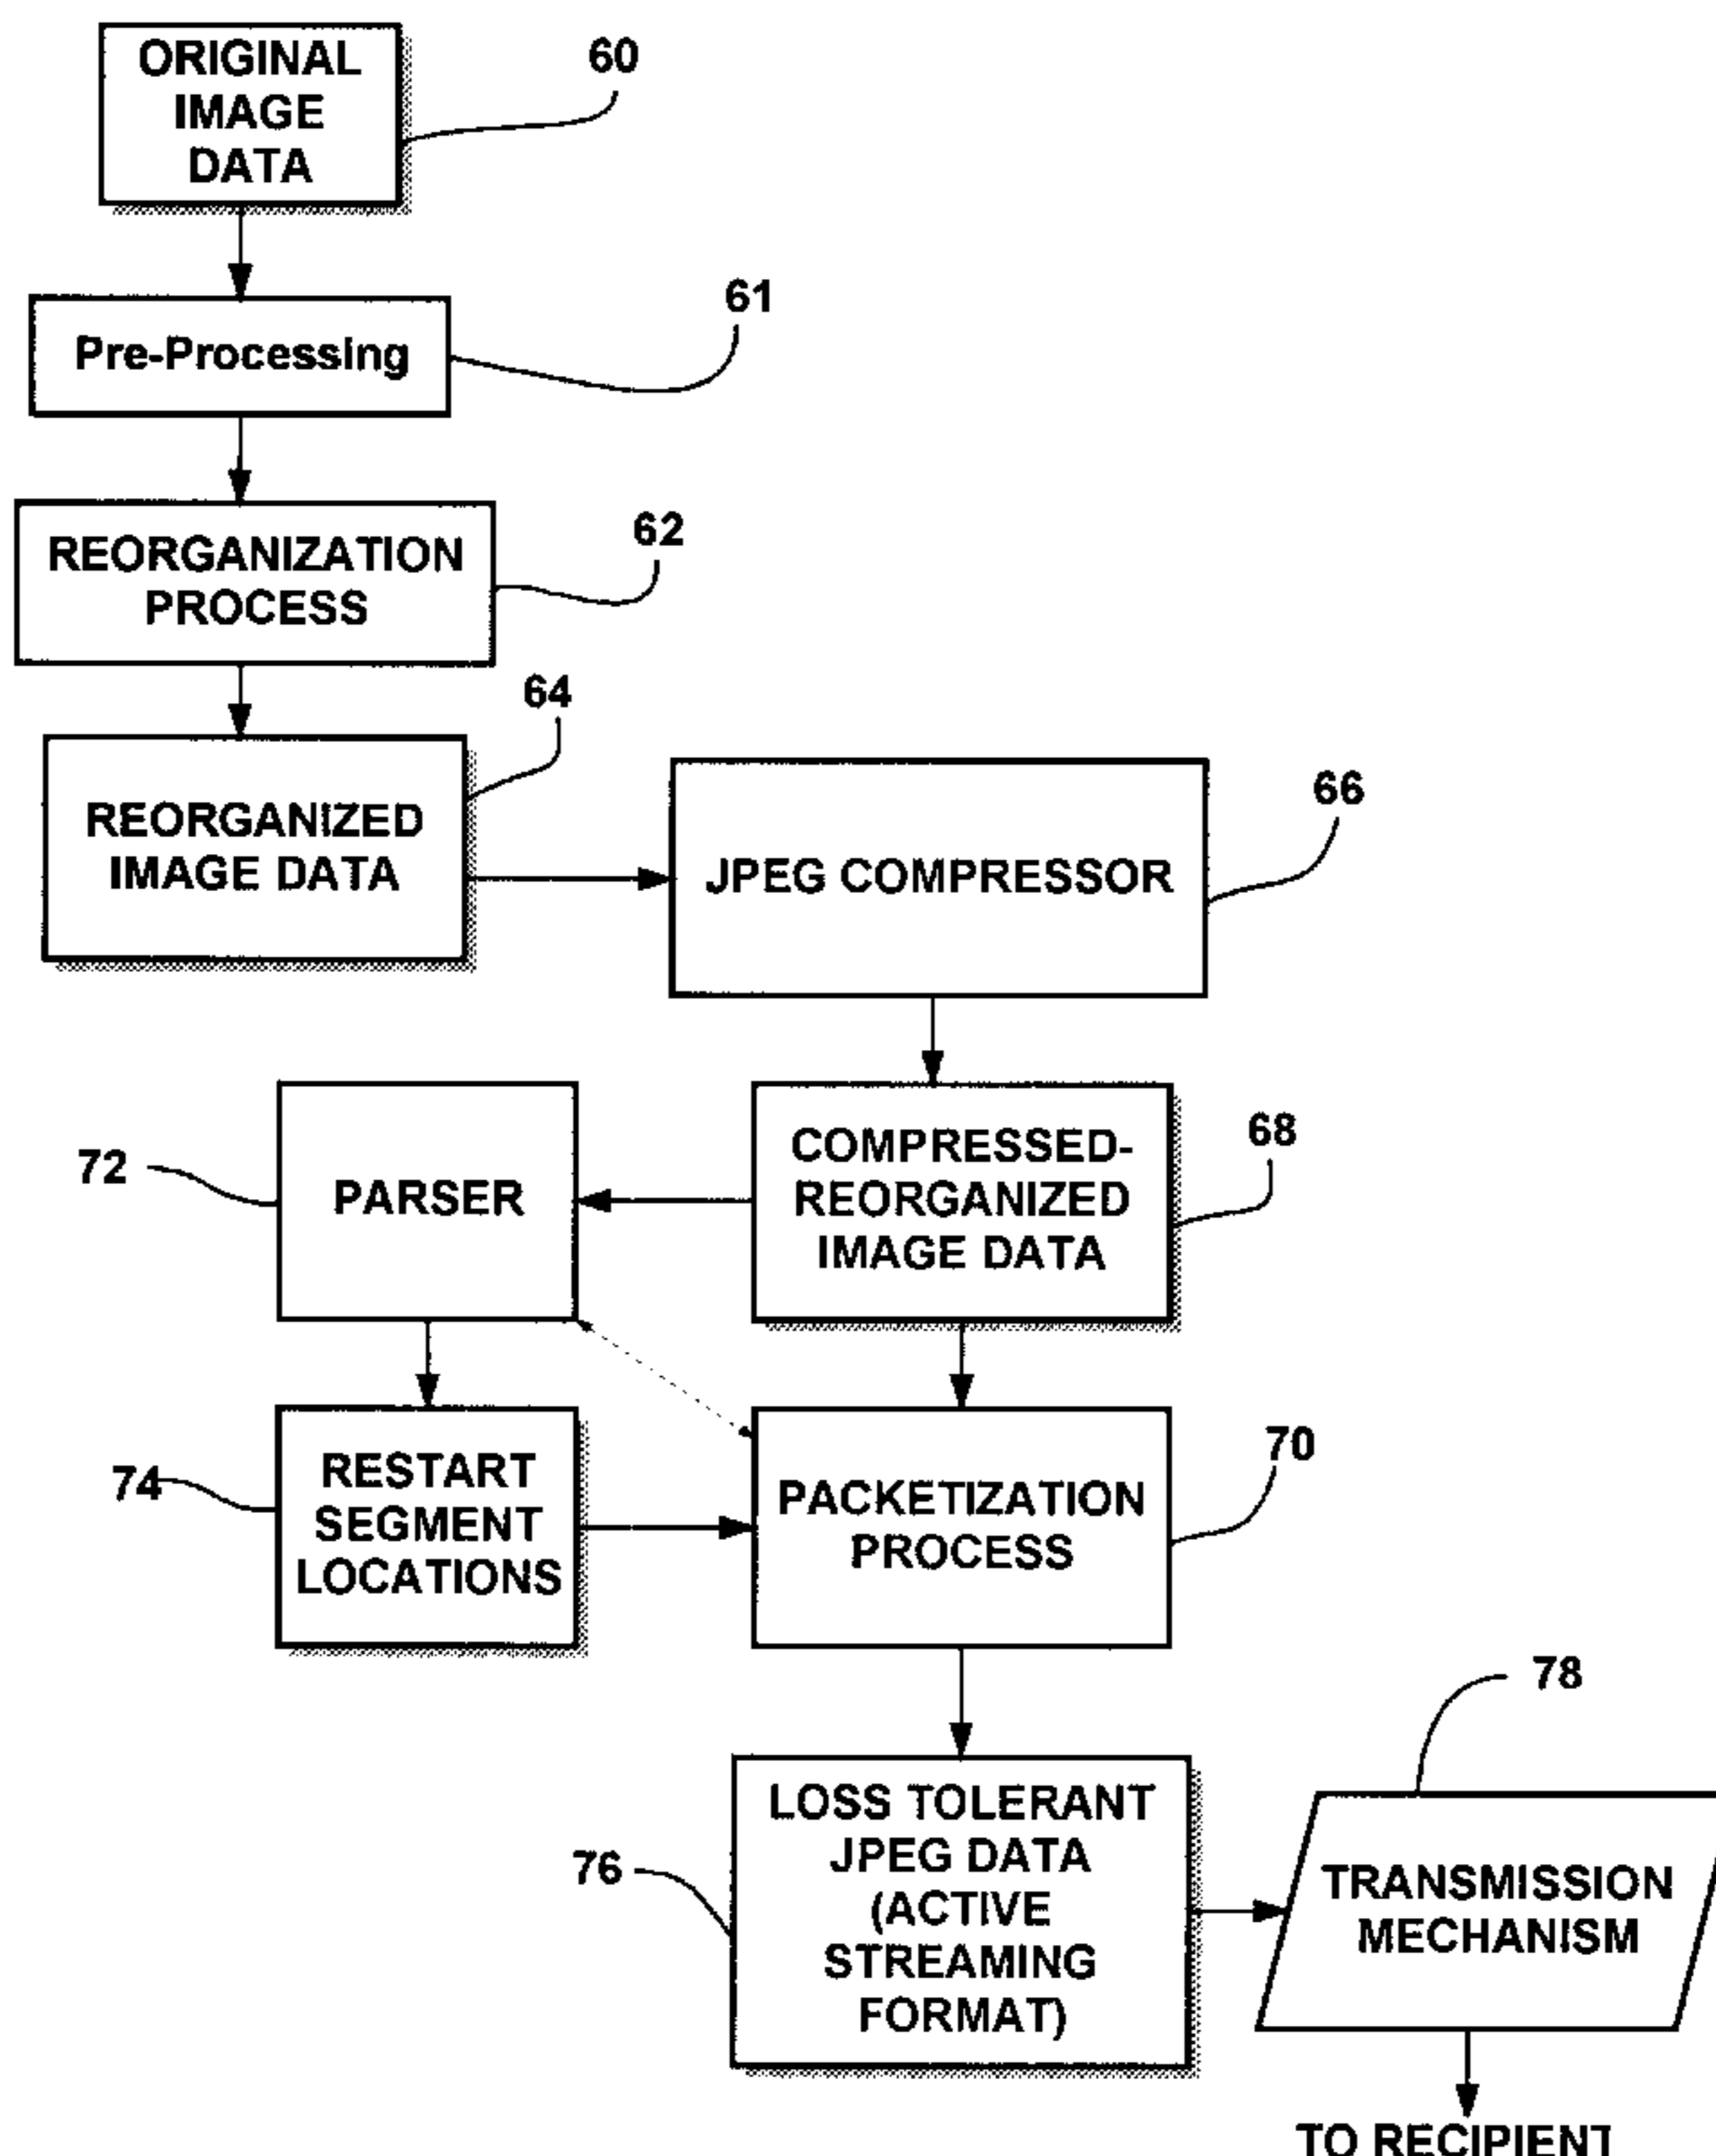 ORIGINAL
IMAGE
DATA
60
Pre-Processing
61
REORGANIZATION
PROCESS
62
REORGANIZED
IMAGE DATA
64
JPEG COMPRESSOR
66
COMPRESSED-
REORGANIZED
IMAGE DATA
68
PARSER
72
RESTART
SEGMENT
LOCATIONS
74
PACKETIZATION
PROCESS
70
LOSS TOLERANT
JPEG DATA
(ACTIVE
STREAMING
FORMAT)
76
TRANSMISSION
MECHANISM
78
TO RECIPIENT